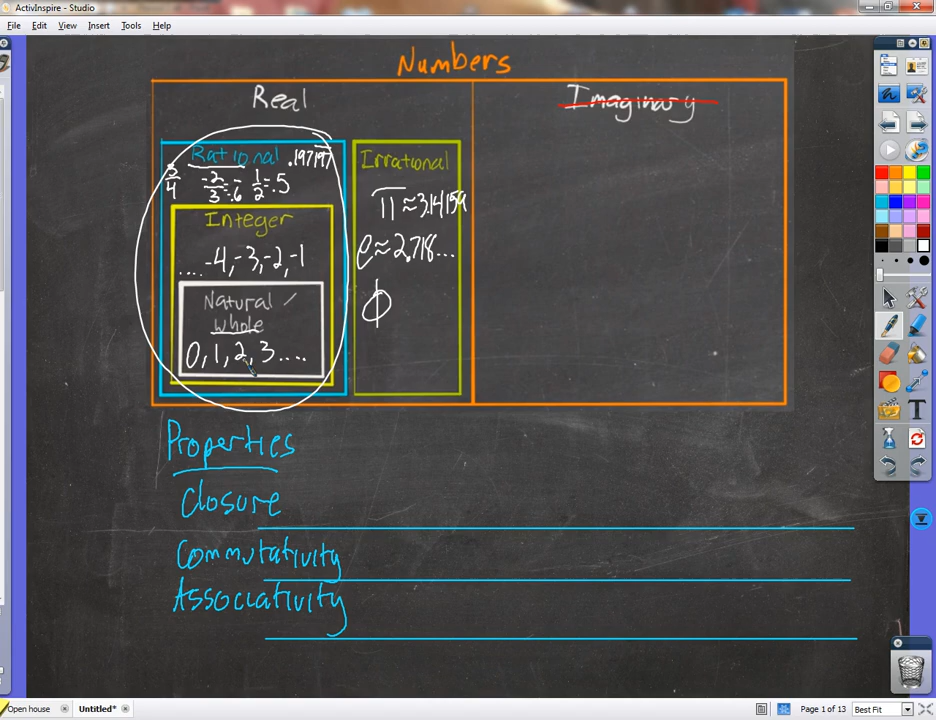 ActivInspire - Studio
File Edit View Insert Tools Help
Numbers
Real
Imaginary
Rational .197197
3/4 -2/3=-.6 1/2=.5
Irrational
π≈3.14159
e≈2.718...
ϕ
Integer
....-4,-3,-2,-1
Natural /
whole
0,1,2,3....
Properties
Closure
Commutativity
Associativity
Open house Untitled* Page 1 of 13 Best Fit